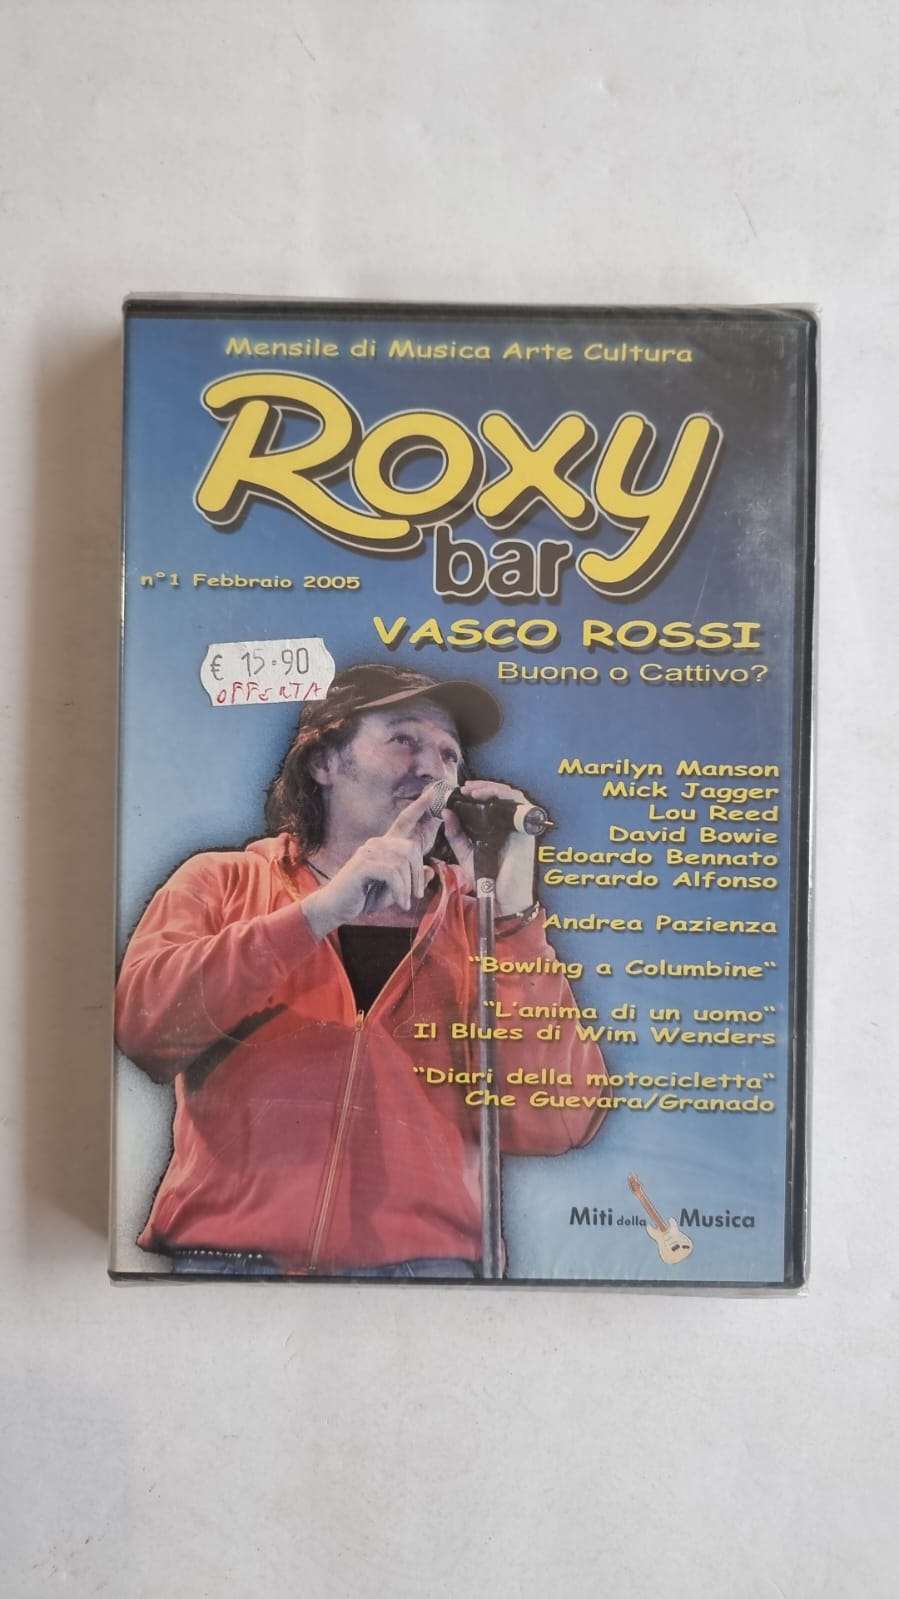 Mensile di Musica Arte Cultura
Roxy
bar
n°1 Febbraio 2005
VASCO ROSSI
Buono o Cattivo?
€ 15.90
OFFERTA
Marilyn Manson
Mick Jagger
Lou Reed
David Bowie
Edoardo Bennato
Gerardo Alfonso
Andrea Pazienza
"Bowling a Columbine"
"L'anima di un uomo"
Il Blues di Wim Wenders
"Diari della motocicletta"
Che Guevara/Granado
Miti della Musica